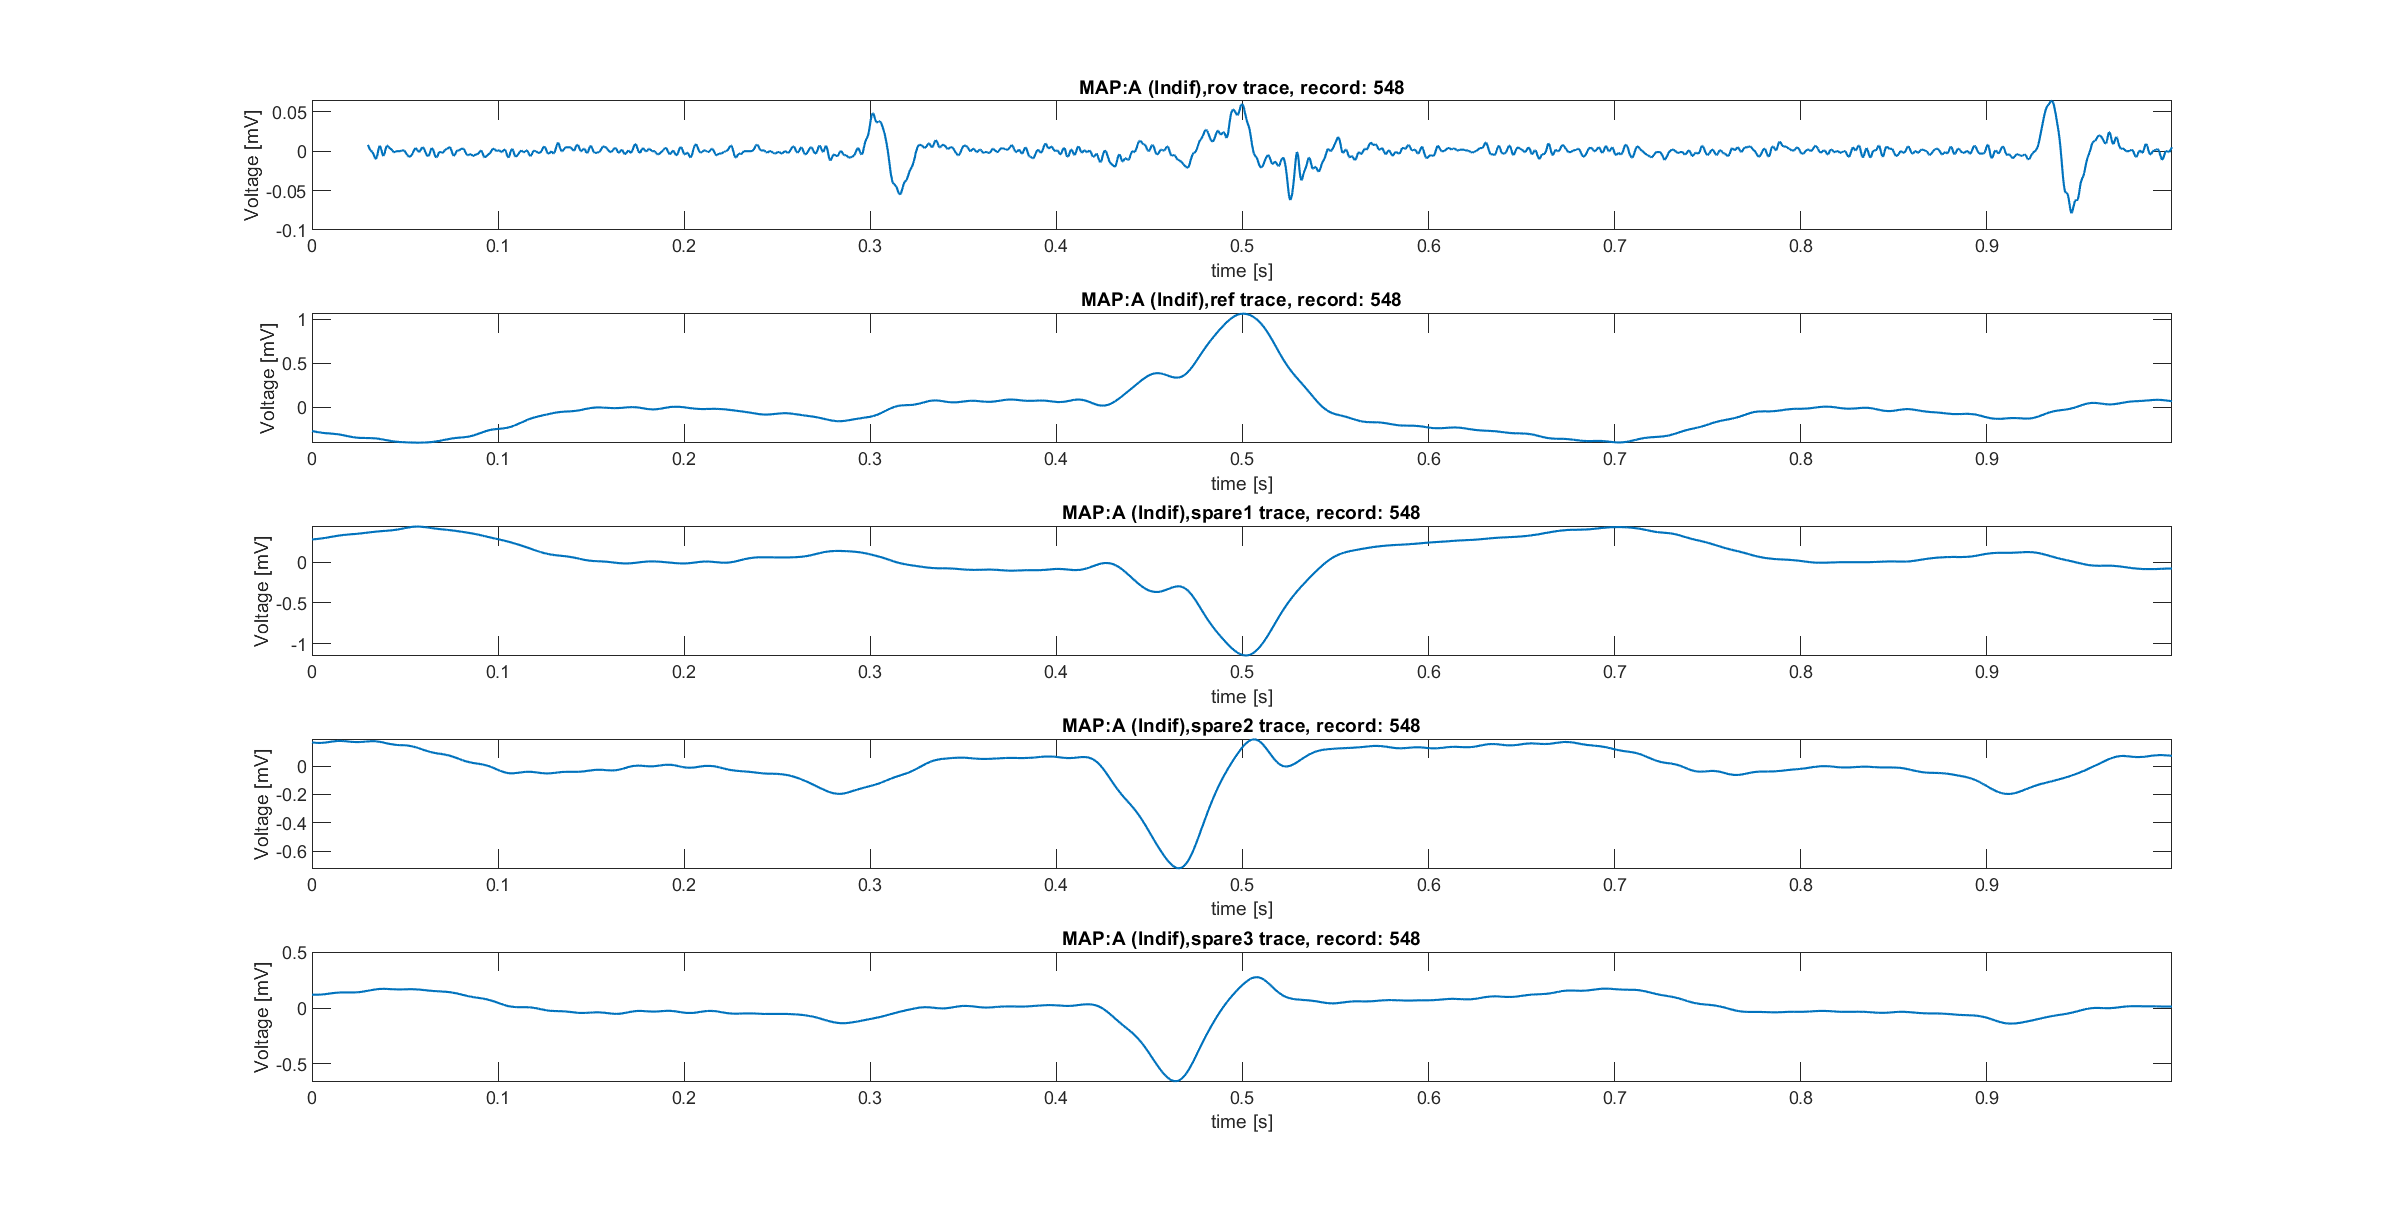 MAP:A (Indif),rov trace, record: 548
Voltage [mV]
0.05
0
-0.05
-0.1
0 0.1 0.2 0.3 0.4 0.5 0.6 0.7 0.8 0.9
time [s]
MAP:A (Indif),ref trace, record: 548
Voltage [mV]
1
0.5
0
0 0.1 0.2 0.3 0.4 0.5 0.6 0.7 0.8 0.9
time [s]
MAP:A (Indif),spare1 trace, record: 548
Voltage [mV]
0
-0.5
-1
0 0.1 0.2 0.3 0.4 0.5 0.6 0.7 0.8 0.9
time [s]
MAP:A (Indif),spare2 trace, record: 548
Voltage [mV]
0
-0.2
-0.4
-0.6
0 0.1 0.2 0.3 0.4 0.5 0.6 0.7 0.8 0.9
time [s]
MAP:A (Indif),spare3 trace, record: 548
Voltage [mV]
0.5
0
-0.5
0 0.1 0.2 0.3 0.4 0.5 0.6 0.7 0.8 0.9
time [s]